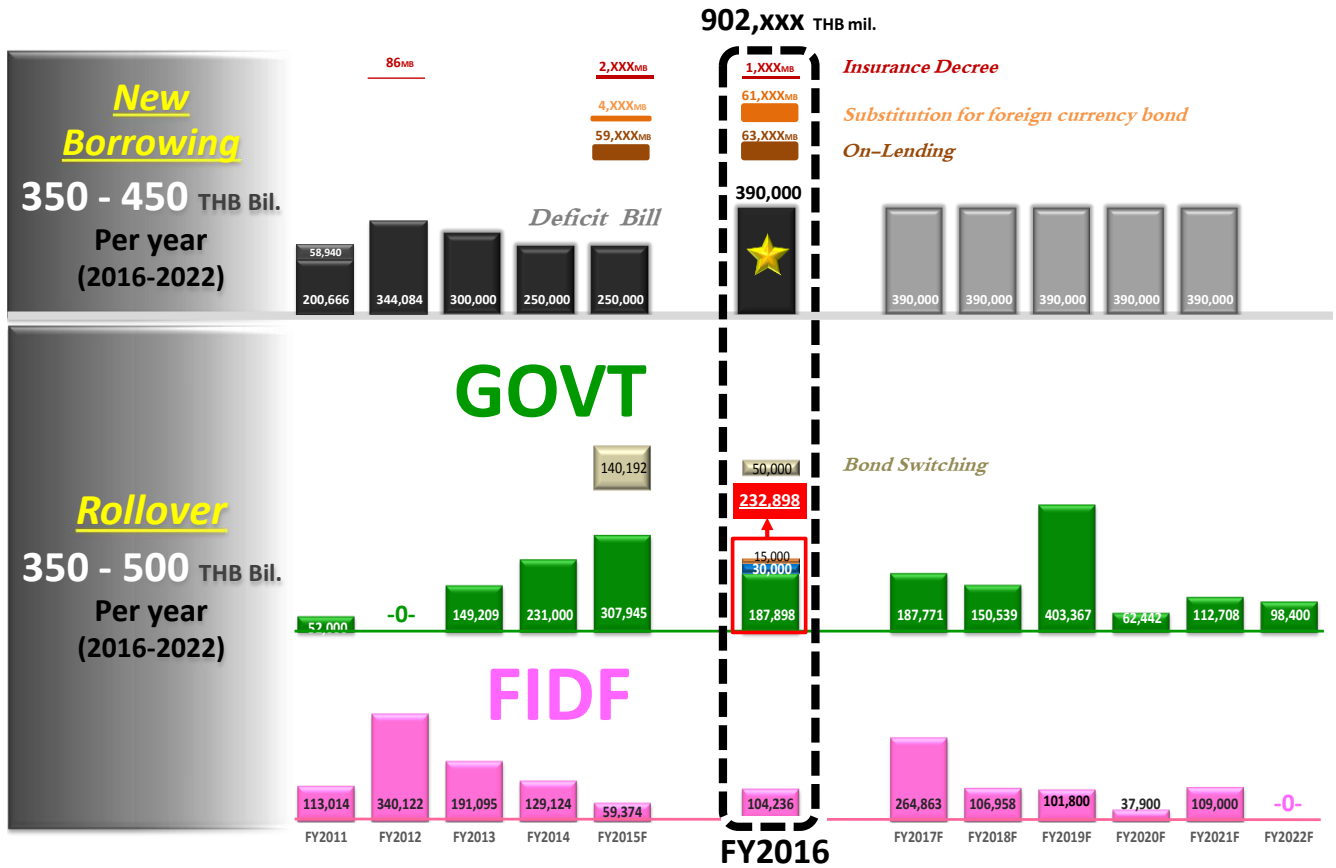 902,xxx THB mil.
New
Borrowing
350 - 450 THB Bil.
Per year
(2016-2022)
86MB
2,XXXMB
1,XXXMB
Insurance Decree
4,XXXMB
61,XXXMB
Substitution for foreign currency bond
59,XXXMB
63,XXXMB
On-Lending
390,000
Deficit Bill
58,940
200,666 344,084 300,000 250,000 250,000 390,000 390,000 390,000 390,000 390,000
GOVT
140,192
50,000
Bond Switching
232,898
Rollover
350 - 500 THB Bil.
Per year
(2016-2022)
15,000
30,000
52,000 -0- 149,209 231,000 307,945 187,898 187,771 150,539 403,367 62,442 112,708 98,400
FIDF
113,014 340,122 191,095 129,124 59,374 104,236 264,863 106,958 101,800 37,900 109,000 -0-
FY2011 FY2012 FY2013 FY2014 FY2015F FY2016 FY2017F FY2018F FY2019F FY2020F FY2021F FY2022F